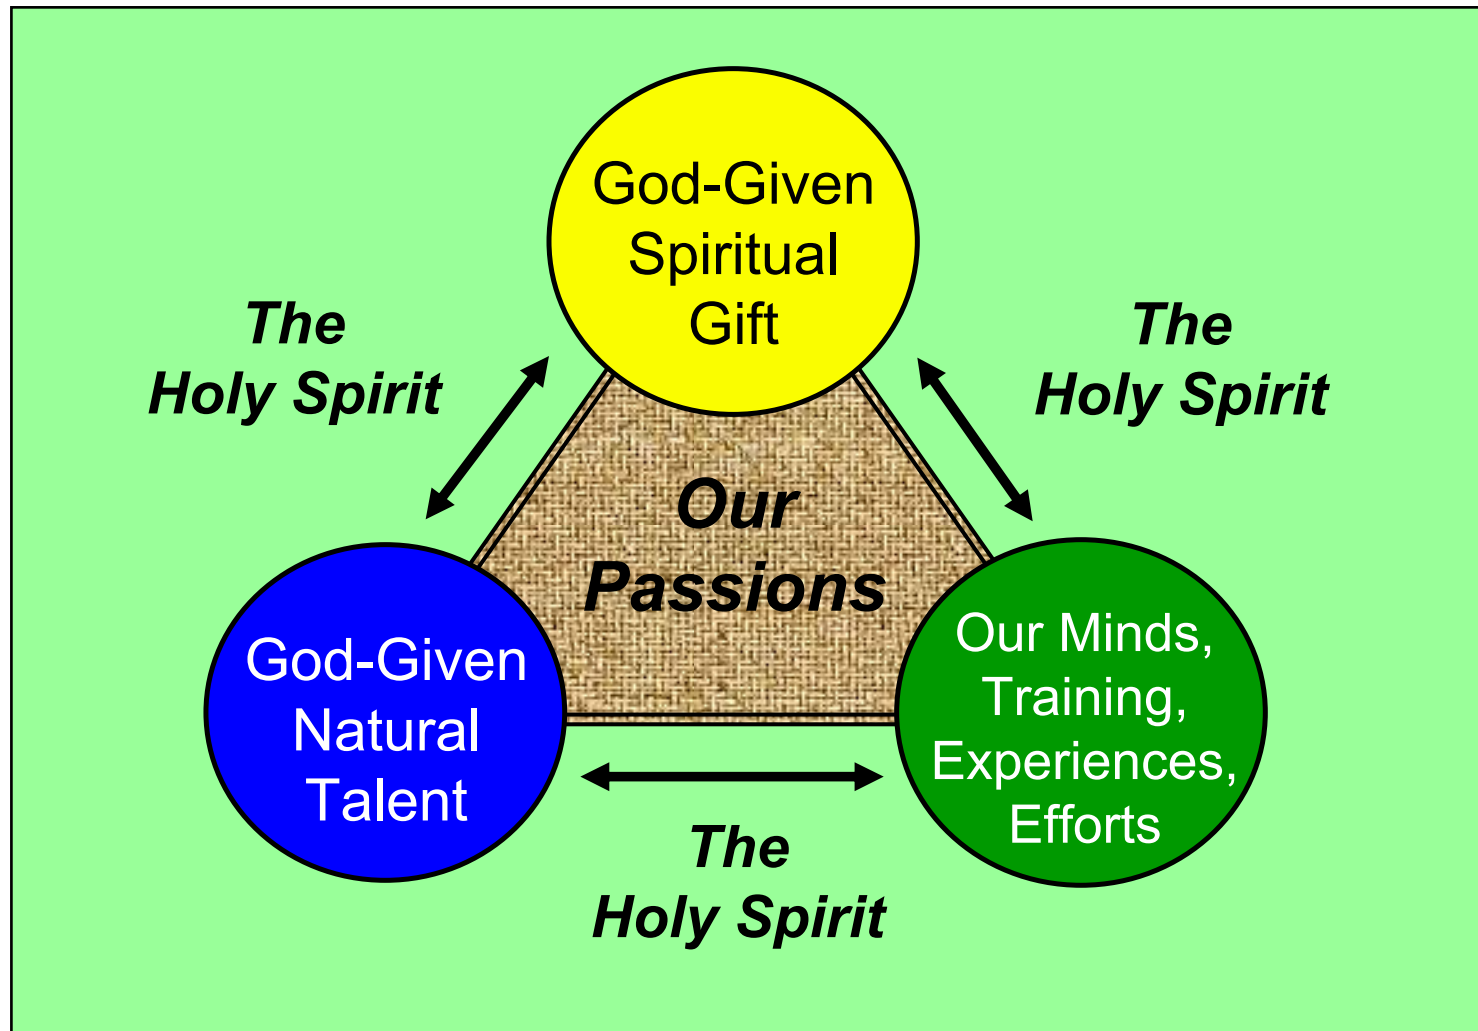 God-Given
Spiritual
Gift
The
Holy Spirit
The
Holy Spirit
Our
Passions
God-Given
Natural
Talent
Our Minds,
Training,
Experiences,
Efforts
The
Holy Spirit